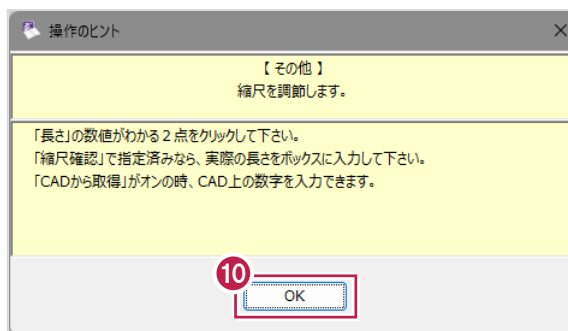 操作のヒント
【 その他 】
縮尺を調節します。
「長さ」の数値がわかる2点をクリックして下さい。
「縮尺確認」で指定済みなら、実際の長さをボックスに入力して下さい。
「CADから取得」がオンの時、CAD上の数字を入力できます。
10
OK